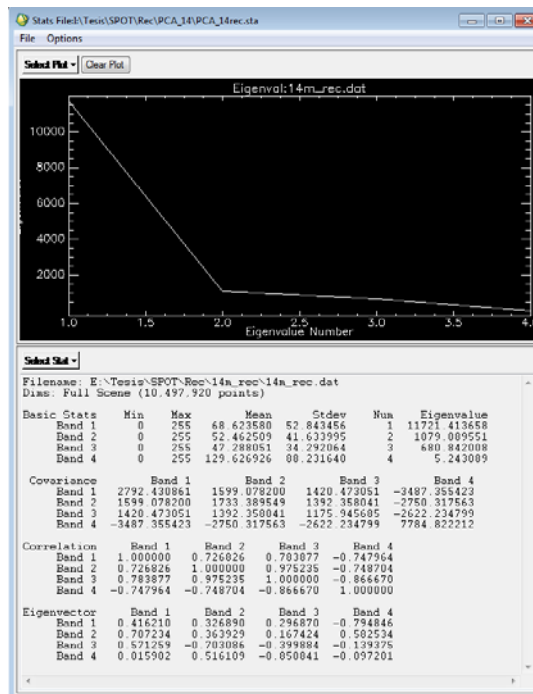 Stats File:I:\Tesis\SPOT\Rec\PCA_14\PCA_14rec.sta
File Options
Select Plot Clear Plot
Eigenval:14m_rec.dat
10000
8000
6000
4000
2000
1.0 1.5 2.0 2.5 3.0 3.5 4.0
Eigenvalue Number
Select Stat
Filename: E:\Tesis\SPOT\Rec\14m_rec\14m_rec.dat
Dims: Full Scene (10,497,920 points)
Basic Stats Min Max Mean Stdev Num Eigenvalue
Band 1 0 255 68.623580 52.843456 1 11721.413658
Band 2 0 255 52.462509 41.633995 2 1079.089551
Band 3 0 255 47.288051 34.292064 3 680.842008
Band 4 0 255 129.626926 88.231640 4 5.243089
Covariance Band 1 Band 2 Band 3 Band 4
Band 1 2792.430861 1599.078200 1420.473051 -3487.355423
Band 2 1599.078200 1733.389549 1392.358041 -2750.317563
Band 3 1420.473051 1392.358041 1175.945685 -2622.234799
Band 4 -3487.355423 -2750.317563 -2622.234799 7784.822212
Correlation Band 1 Band 2 Band 3 Band 4
Band 1 1.000000 0.726826 0.783877 -0.747964
Band 2 0.726826 1.000000 0.975235 -0.748704
Band 3 0.783877 0.975235 1.000000 -0.866670
Band 4 -0.747964 -0.748704 -0.866670 1.000000
Eigenvector Band 1 Band 2 Band 3 Band 4
Band 1 0.416210 0.326890 0.296870 -0.794846
Band 2 0.707234 0.363929 0.167424 0.582534
Band 3 0.571259 -0.703086 -0.399884 -0.139375
Band 4 0.015902 0.516109 -0.850841 -0.097201